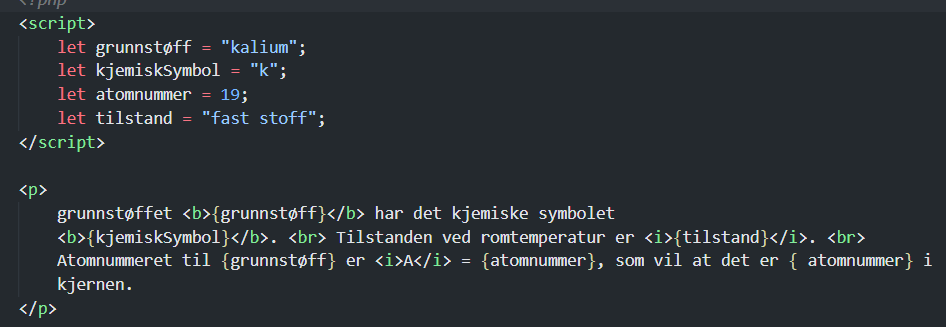 <?php
<script>
let grunnstøff = "kalium";
let kjemiskSymbol = "k";
let atomnummer = 19;
let tilstand = "fast stoff";
</script>
<p>
grunnstøffet <b>{grunnstøff}</b> har det kjemiske symbolet
<b>{kjemiskSymbol}</b>. <br> Tilstanden ved romtemperatur er <i>{tilstand}</i>. <br>
Atomnummeret til {grunnstøff} er <i>A</i> = {atomnummer}, som vil at det er { atomnummer} i
kjernen.
</p>